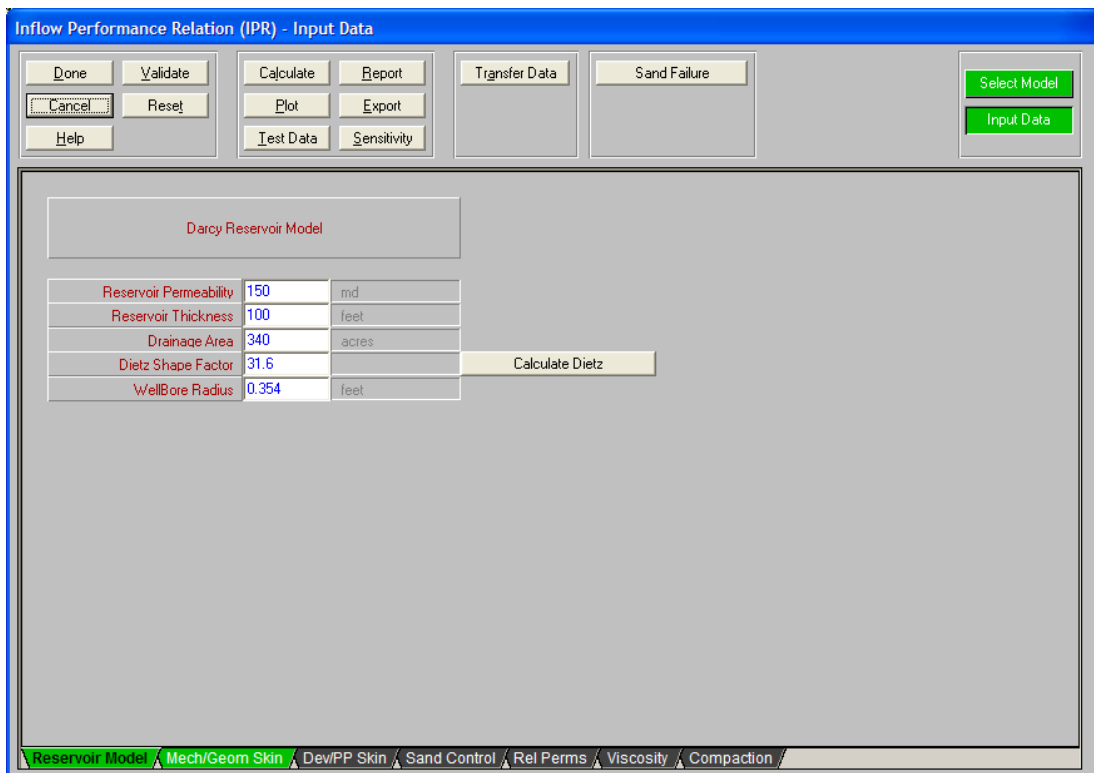 Inflow Performance Relation (IPR) - Input Data
Done Validate Calculate Report Transfer Data Sand Failure Select Model
Cancel Reset Plot Export Input Data
Help Test Data Sensitivity
Darcy Reservoir Model
Reservoir Permeability 150 md
Reservoir Thickness 100 feet
Drainage Area 340 acres
Dietz Shape Factor 31.6 Calculate Dietz
WellBore Radius 0.354 feet
Reservoir Model Mech/Geom Skin Dev/PP Skin Sand Control Rel Perms Viscosity Compaction